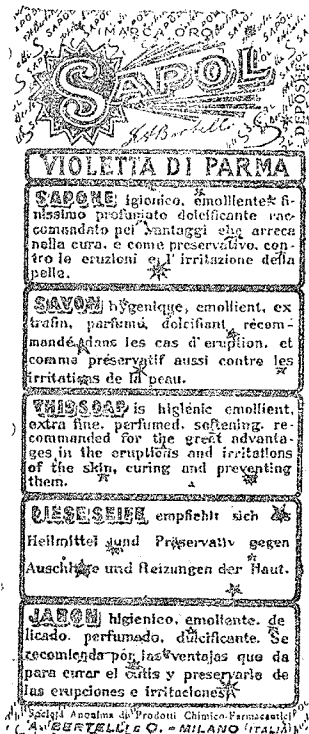 MARCA ORO
SAPOL
A. Bertelli
DEPOSÉ
VIOLETTA DI PARMA
SAPONE igienico, emolliente, fi-
nissimo profumato dolcificante rac-
comandato pei vantaggi che arreca
nella cura, e come preservativo, con-
tro le eruzioni e l'irritazione della
pelle.
SAVON hygenique, emollient, ex
trafin, parfumé, dolcifiant, recom-
mandé dans les cas d'eruption, et
comme préservatif aussi contre les
irritations de la peau.
THIS SOAP is higienic emollient,
extra fine, perfumed, softening, re-
commanded for the great advanta-
ges in the eruptions and irritations
of the skin, curing and preventing
them.
DIESE SEIFE empfiehlt sich als
Heilmittel und Präservativ gegen
Auschläge und Reizungen der Haut.
JABON higienico, emoliente, de
licado, perfumado, dulcificante. Se
recomienda por las ventajas que da
para curar el cutis y preservarlo de
las erupciones e irritaciones
Società Anonima di Prodotti Chimico-Farmaceutici
A. BERTELLI & C. - MILANO (ITALIA)